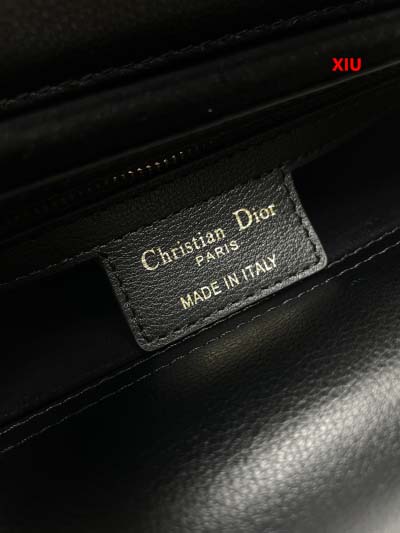 XIU
Christian Dior
PARIS
MADE IN ITALY